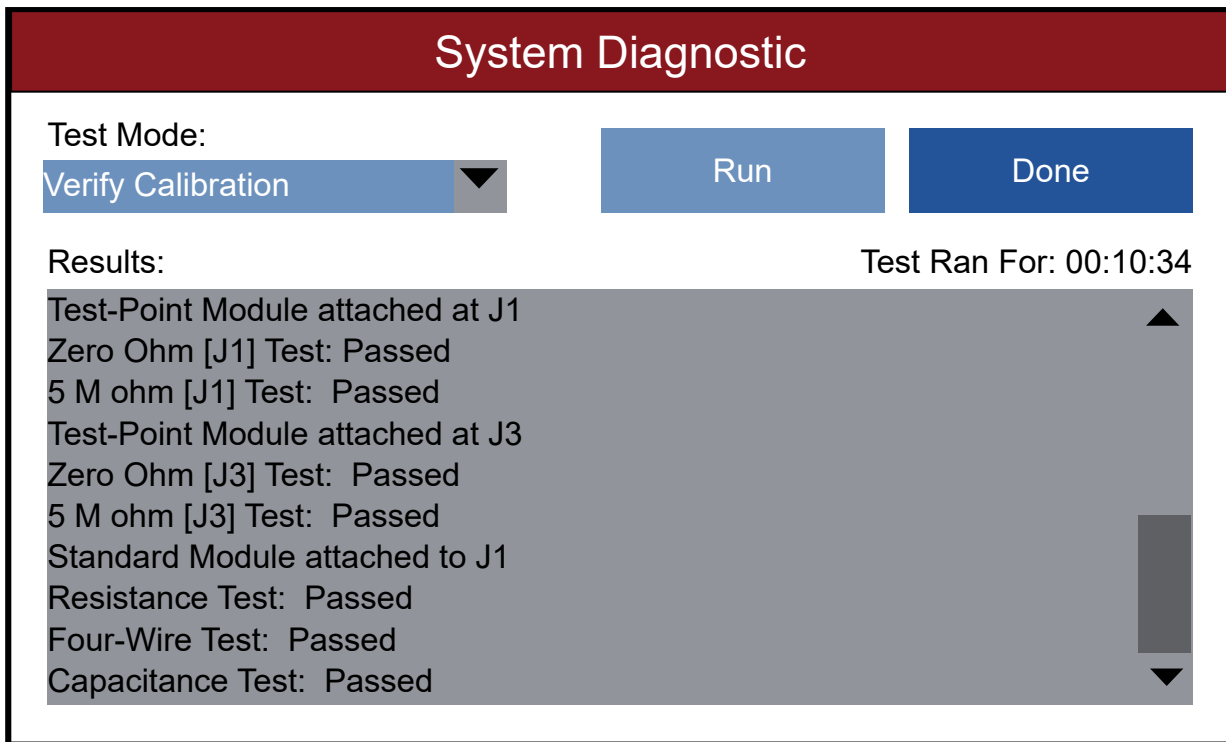 System Diagnostic
Test Mode:
Verify Calibration
Run
Done
Results:
Test Ran For: 00:10:34
Test-Point Module attached at J1
Zero Ohm [J1] Test: Passed
5 M ohm [J1] Test:  Passed
Test-Point Module attached at J3
Zero Ohm [J3] Test:  Passed
5 M ohm [J3] Test:  Passed
Standard Module attached to J1
Resistance Test:  Passed
Four-Wire Test:  Passed
Capacitance Test:  Passed